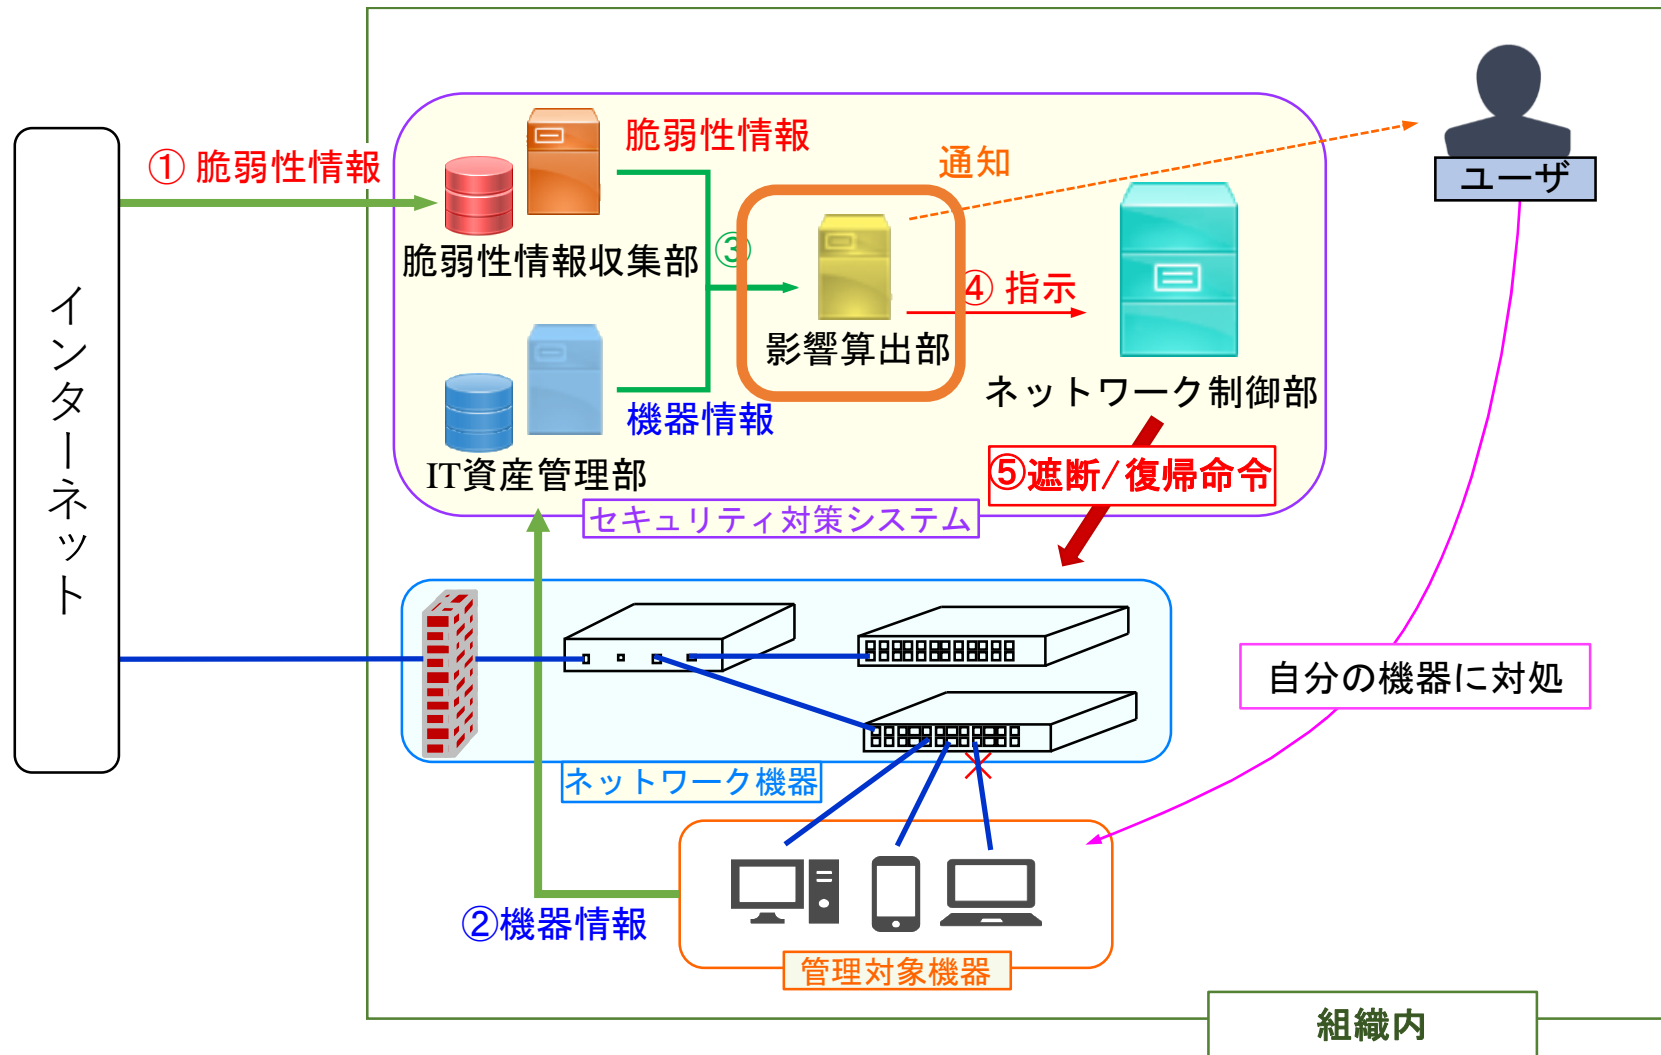 ① 脆弱性情報
脆弱性情報
通知
ユーザ
脆弱性情報収集部
③
④ 指示
影響算出部
ネットワーク制御部
機器情報
IT資産管理部
⑤遮断/復帰命令
セキュリティ対策システム
インターネット
自分の機器に対処
ネットワーク機器
②機器情報
管理対象機器
組織内